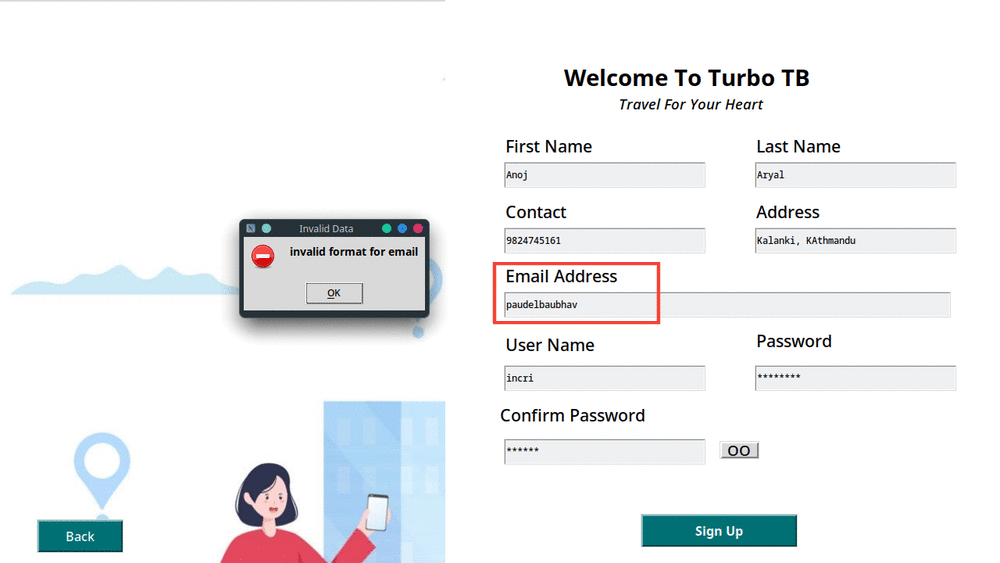 Welcome To Turbo TB
Travel For Your Heart
First Name
Last Name
Anoj
Aryal
Contact
Address
9824745161
Kalanki, KAthmandu
Invalid Data
invalid format for email
OK
Email Address
paudelbaubhav
User Name
Password
incri
********
Confirm Password
******
OO
Back
Sign Up